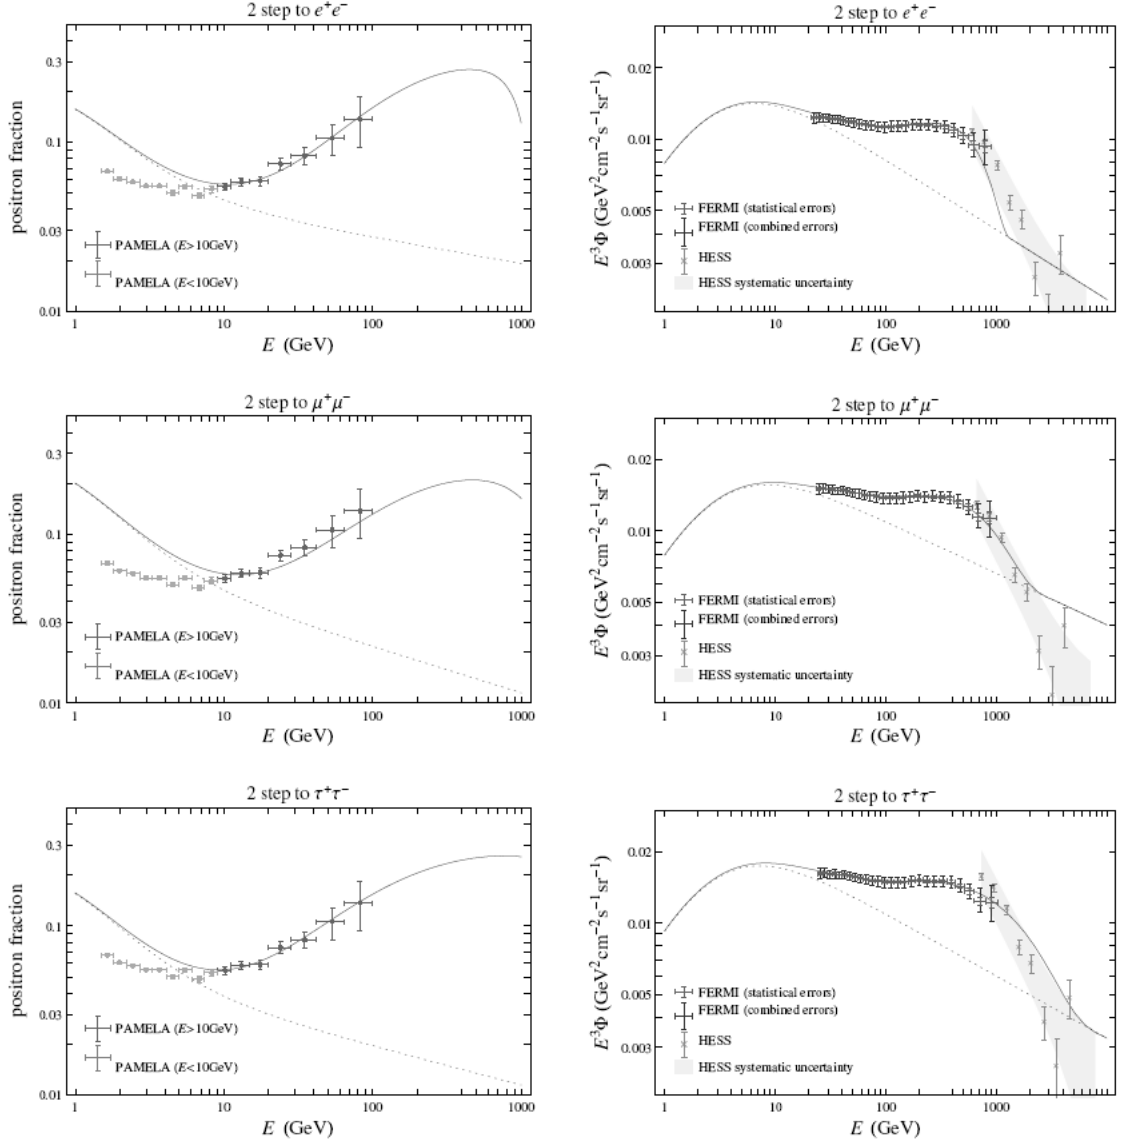 2 step to e⁺e⁻
0.3
0.1
0.03
0.01
positron fraction
PAMELA (E>10GeV)
PAMELA (E<10GeV)
1 10 100 1000
E (GeV)
2 step to e⁺e⁻
0.02
0.01
0.005
0.003
E³Φ (GeV²cm⁻²s⁻¹sr⁻¹)
FERMI (statistical errors)
FERMI (combined errors)
HESS
HESS systematic uncertainty
1 10 100 1000
E (GeV)
2 step to μ⁺μ⁻
0.3
0.1
0.03
0.01
positron fraction
PAMELA (E>10GeV)
PAMELA (E<10GeV)
1 10 100 1000
E (GeV)
2 step to μ⁺μ⁻
0.02
0.01
0.005
0.003
E³Φ (GeV²cm⁻²s⁻¹sr⁻¹)
FERMI (statistical errors)
FERMI (combined errors)
HESS
HESS systematic uncertainty
1 10 100 1000
E (GeV)
2 step to τ⁺τ⁻
0.3
0.1
0.03
0.01
positron fraction
PAMELA (E>10GeV)
PAMELA (E<10GeV)
1 10 100 1000
E (GeV)
2 step to τ⁺τ⁻
0.02
0.01
0.005
0.003
E³Φ (GeV²cm⁻²s⁻¹sr⁻¹)
FERMI (statistical errors)
FERMI (combined errors)
HESS
HESS systematic uncertainty
1 10 100 1000
E (GeV)